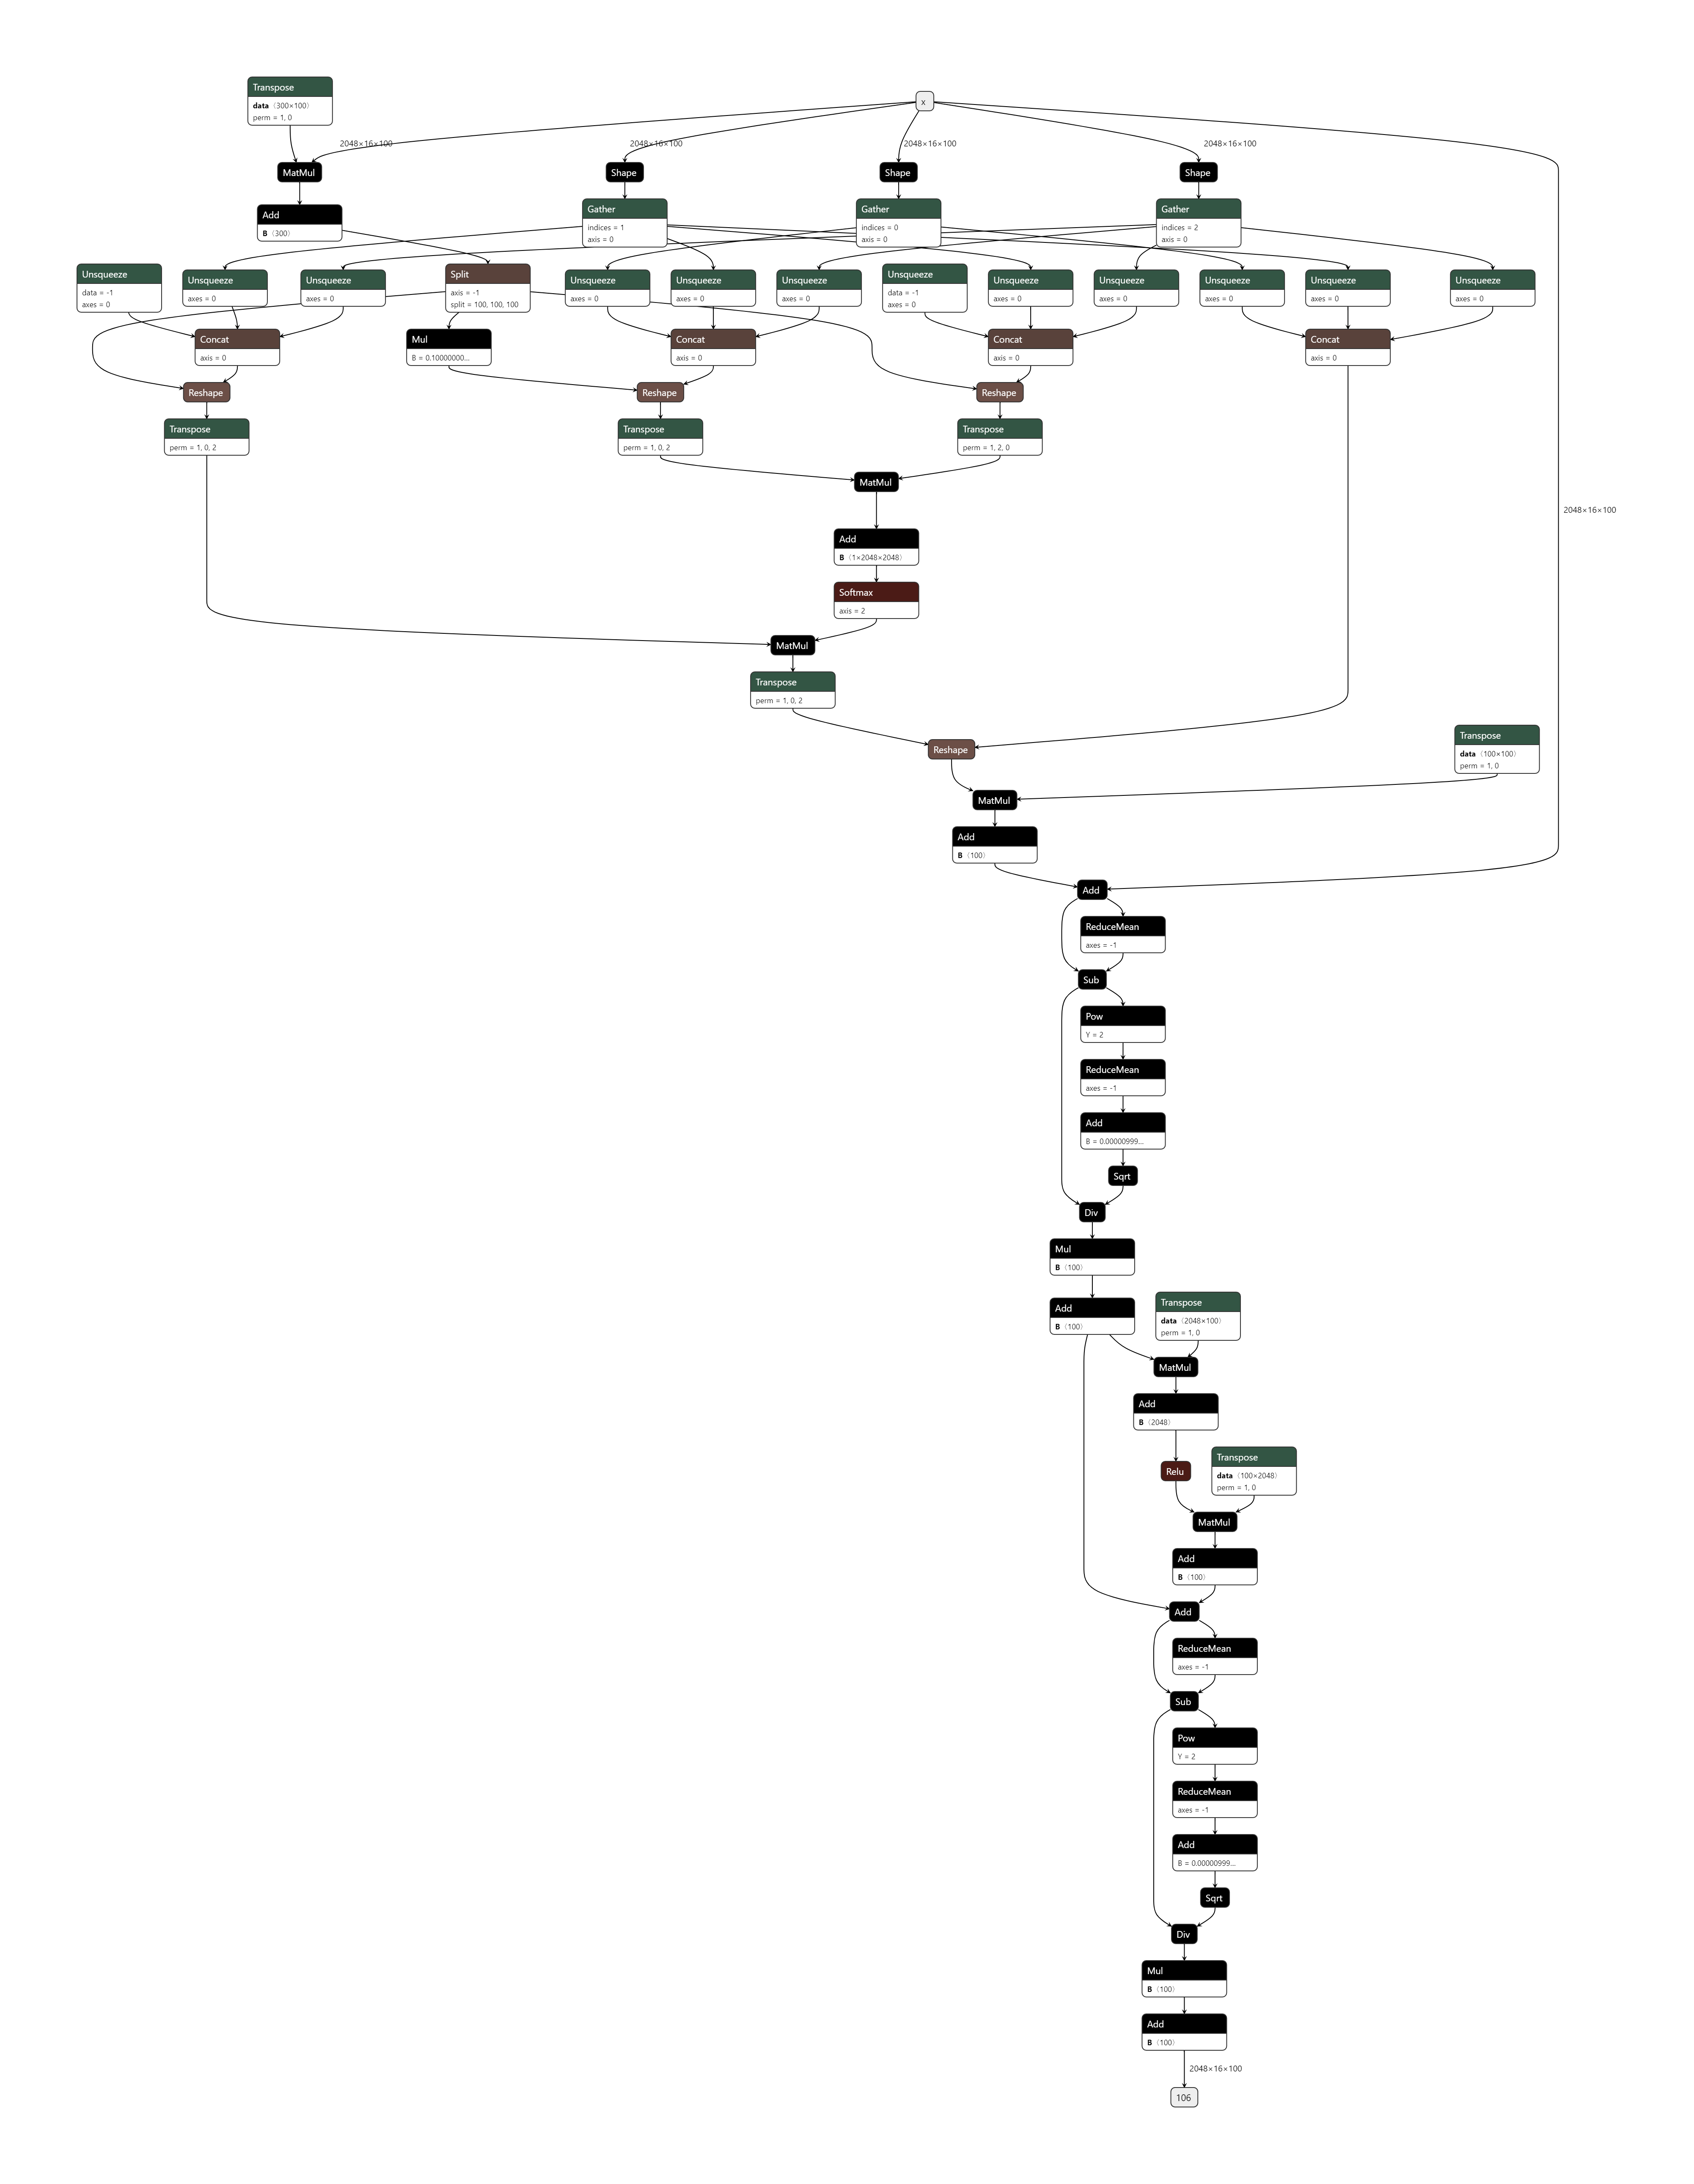 Transpose
data 〈300×100〉
perm = 1, 0
x
2048×16×100
2048×16×100
2048×16×100
2048×16×100
MatMul
Shape
Shape
Shape
Add
B 〈300〉
Gather
indices = 1
axis = 0
Gather
indices = 0
axis = 0
Gather
indices = 2
axis = 0
Unsqueeze
data = -1
axes = 0
Unsqueeze
axes = 0
Unsqueeze
axes = 0
Split
axis = -1
split = 100, 100, 100
Unsqueeze
axes = 0
Unsqueeze
axes = 0
Unsqueeze
axes = 0
Unsqueeze
data = -1
axes = 0
Unsqueeze
axes = 0
Unsqueeze
axes = 0
Unsqueeze
axes = 0
Unsqueeze
axes = 0
Unsqueeze
axes = 0
Concat
axis = 0
Mul
B = 0.10000000...
Concat
axis = 0
Concat
axis = 0
Concat
axis = 0
Reshape
Reshape
Reshape
Transpose
perm = 1, 0, 2
Transpose
perm = 1, 0, 2
Transpose
perm = 1, 2, 0
MatMul
2048×16×100
Add
B 〈1×2048×2048〉
Softmax
axis = 2
MatMul
Transpose
perm = 1, 0, 2
Reshape
Transpose
data 〈100×100〉
perm = 1, 0
MatMul
Add
B 〈100〉
Add
ReduceMean
axes = -1
Sub
Pow
Y = 2
ReduceMean
axes = -1
Add
B = 0.00000999...
Sqrt
Div
Mul
B 〈100〉
Add
B 〈100〉
Transpose
data 〈2048×100〉
perm = 1, 0
MatMul
Add
B 〈2048〉
Relu
Transpose
data 〈100×2048〉
perm = 1, 0
MatMul
Add
B 〈100〉
Add
ReduceMean
axes = -1
Sub
Pow
Y = 2
ReduceMean
axes = -1
Add
B = 0.00000999...
Sqrt
Div
Mul
B 〈100〉
Add
B 〈100〉
2048×16×100
106